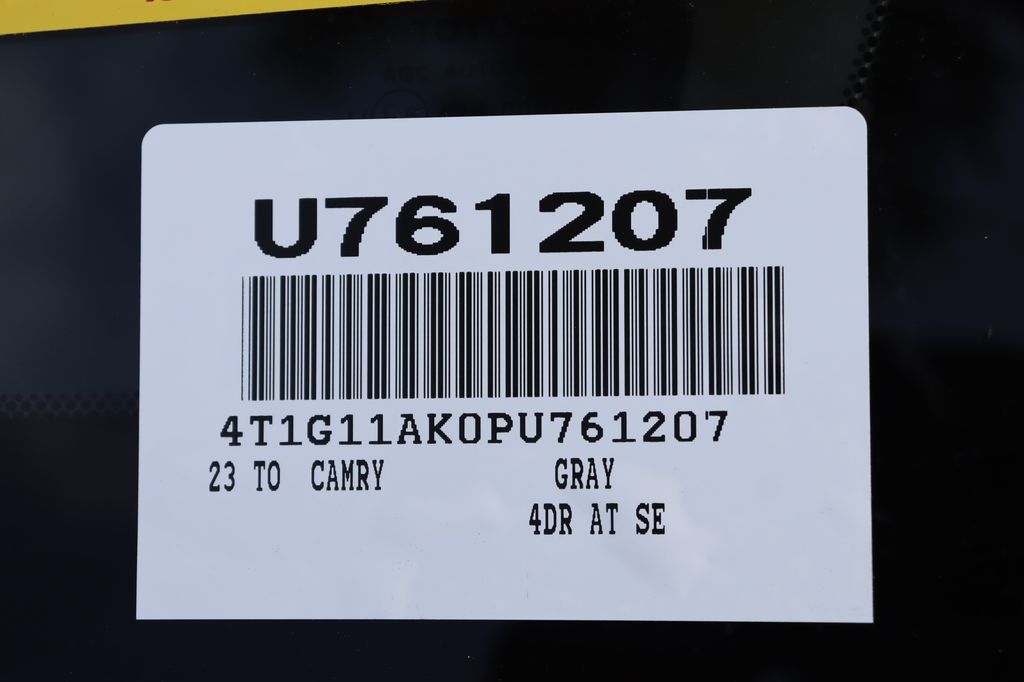 U761207
4T1G11AK0PU761207
23 TO CAMRY GRAY
4DR AT SE